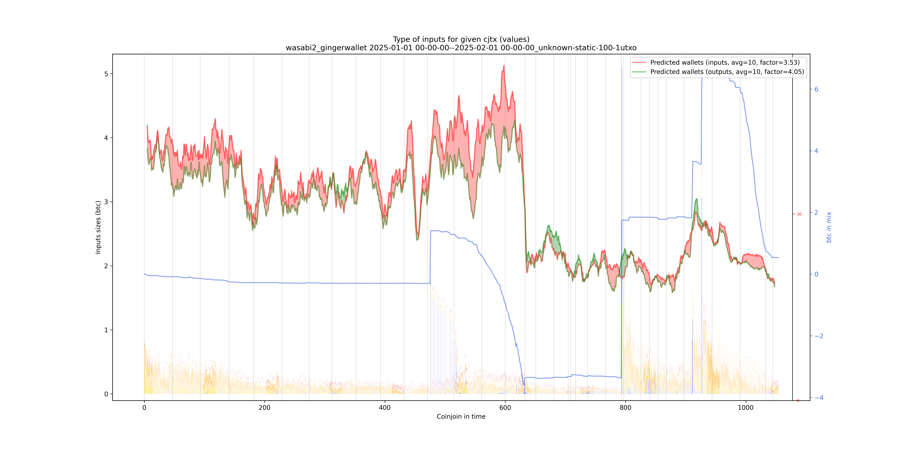 Type of inputs for given cjtx (values)
wasabi2_gingerwallet 2025-01-01 00-00-00--2025-02-01 00-00-00_unknown-static-100-1utxo
Predicted wallets (inputs, avg=10, factor=3.53)
Predicted wallets (outputs, avg=10, factor=4.05)
5
4
3
2
1
0
Inputs sizes (btc)
0
200
400
600
800
1000
Coinjoin in time
6
4
2
0
−2
−4
btc in mix